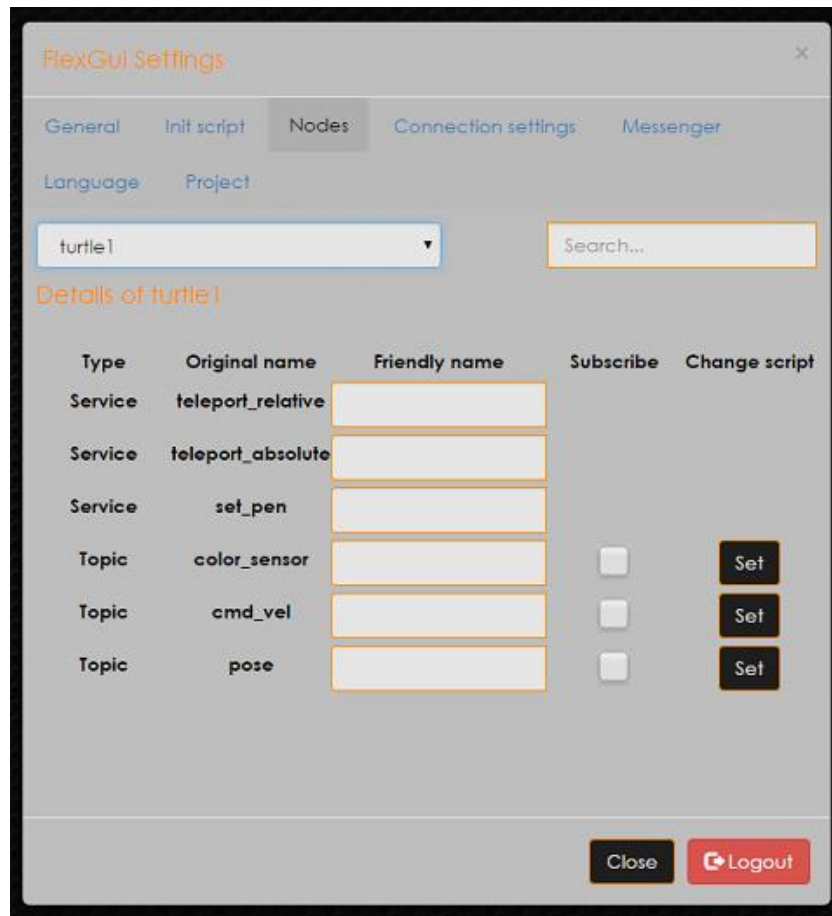 FlexGui Settings ×
General Init script Nodes Connection settings Messenger
Language Project
turtle1 Search...
Details of turtle1
Type Original name Friendly name Subscribe Change script
Service teleport_relative
Service teleport_absolute
Service set_pen
Topic color_sensor Set
Topic cmd_vel Set
Topic pose Set
Close Logout